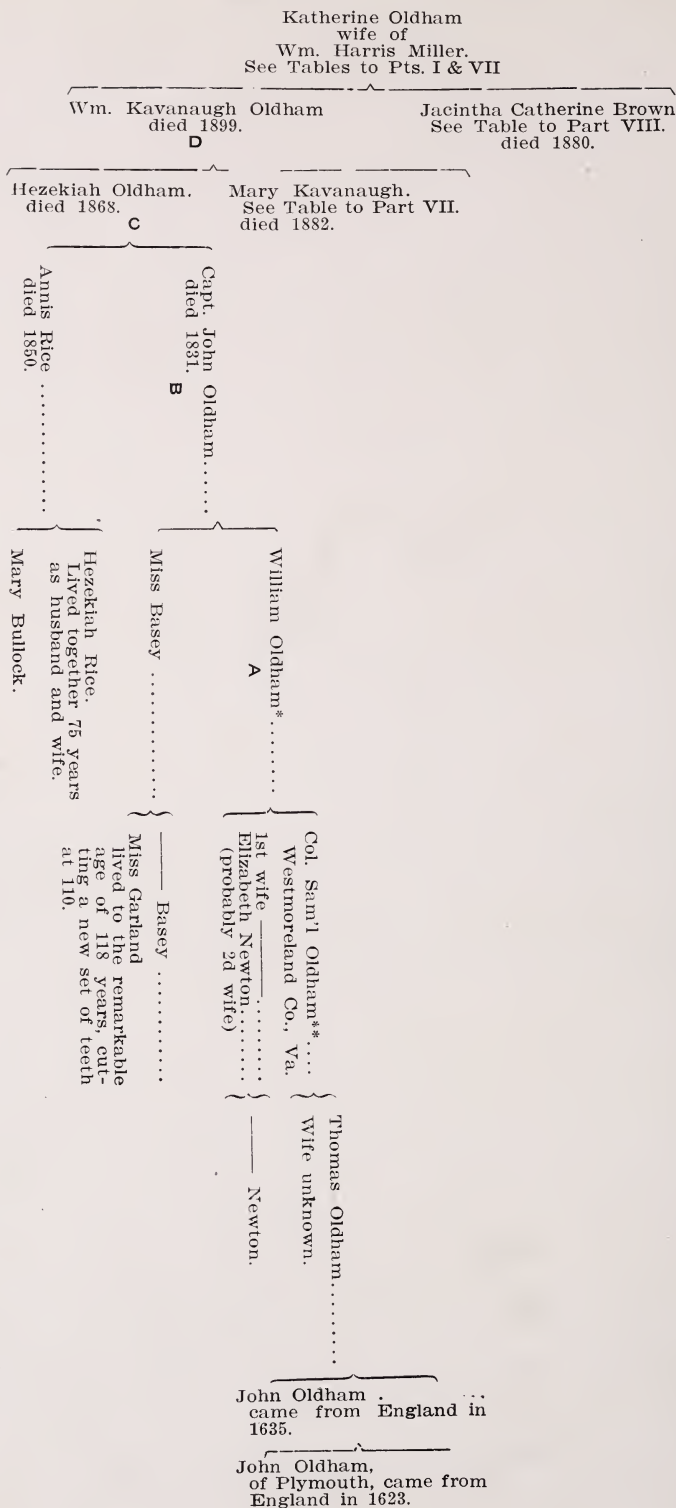 Katherine Oldham
wife of
Wm. Harris Miller.
See Tables to Pts. I & VII
Wm. Kavanaugh Oldham
died 1899.
D
Jacintha Catherine Brown
See Table to Part VIII.
died 1880.
Hezekiah Oldham.
died 1868.
C
Mary Kavanaugh.
See Table to Part VII.
died 1882.
Capt. John Oldham......
died 1831.
B
Annis Rice ..............
died 1850.
William Oldham*.........
A
Miss Basey ..............
Hezekiah Rice.
Lived together 75 years
as husband and wife.
Mary Bullock.
Col. Sam'l Oldham**....
Westmoreland Co., Va.
1st wife ——.........
Elizabeth Newton.......
(probably 2d wife)
—— Basey ............
Miss Garland
lived to the remarkable
age of 118 years, cut-
ting a new set of teeth
at 110.
Thomas Oldham.........
Wife unknown.
—— Newton.
John Oldham . ...
came from England in
1635.
John Oldham,
of Plymouth, came from
England in 1623.